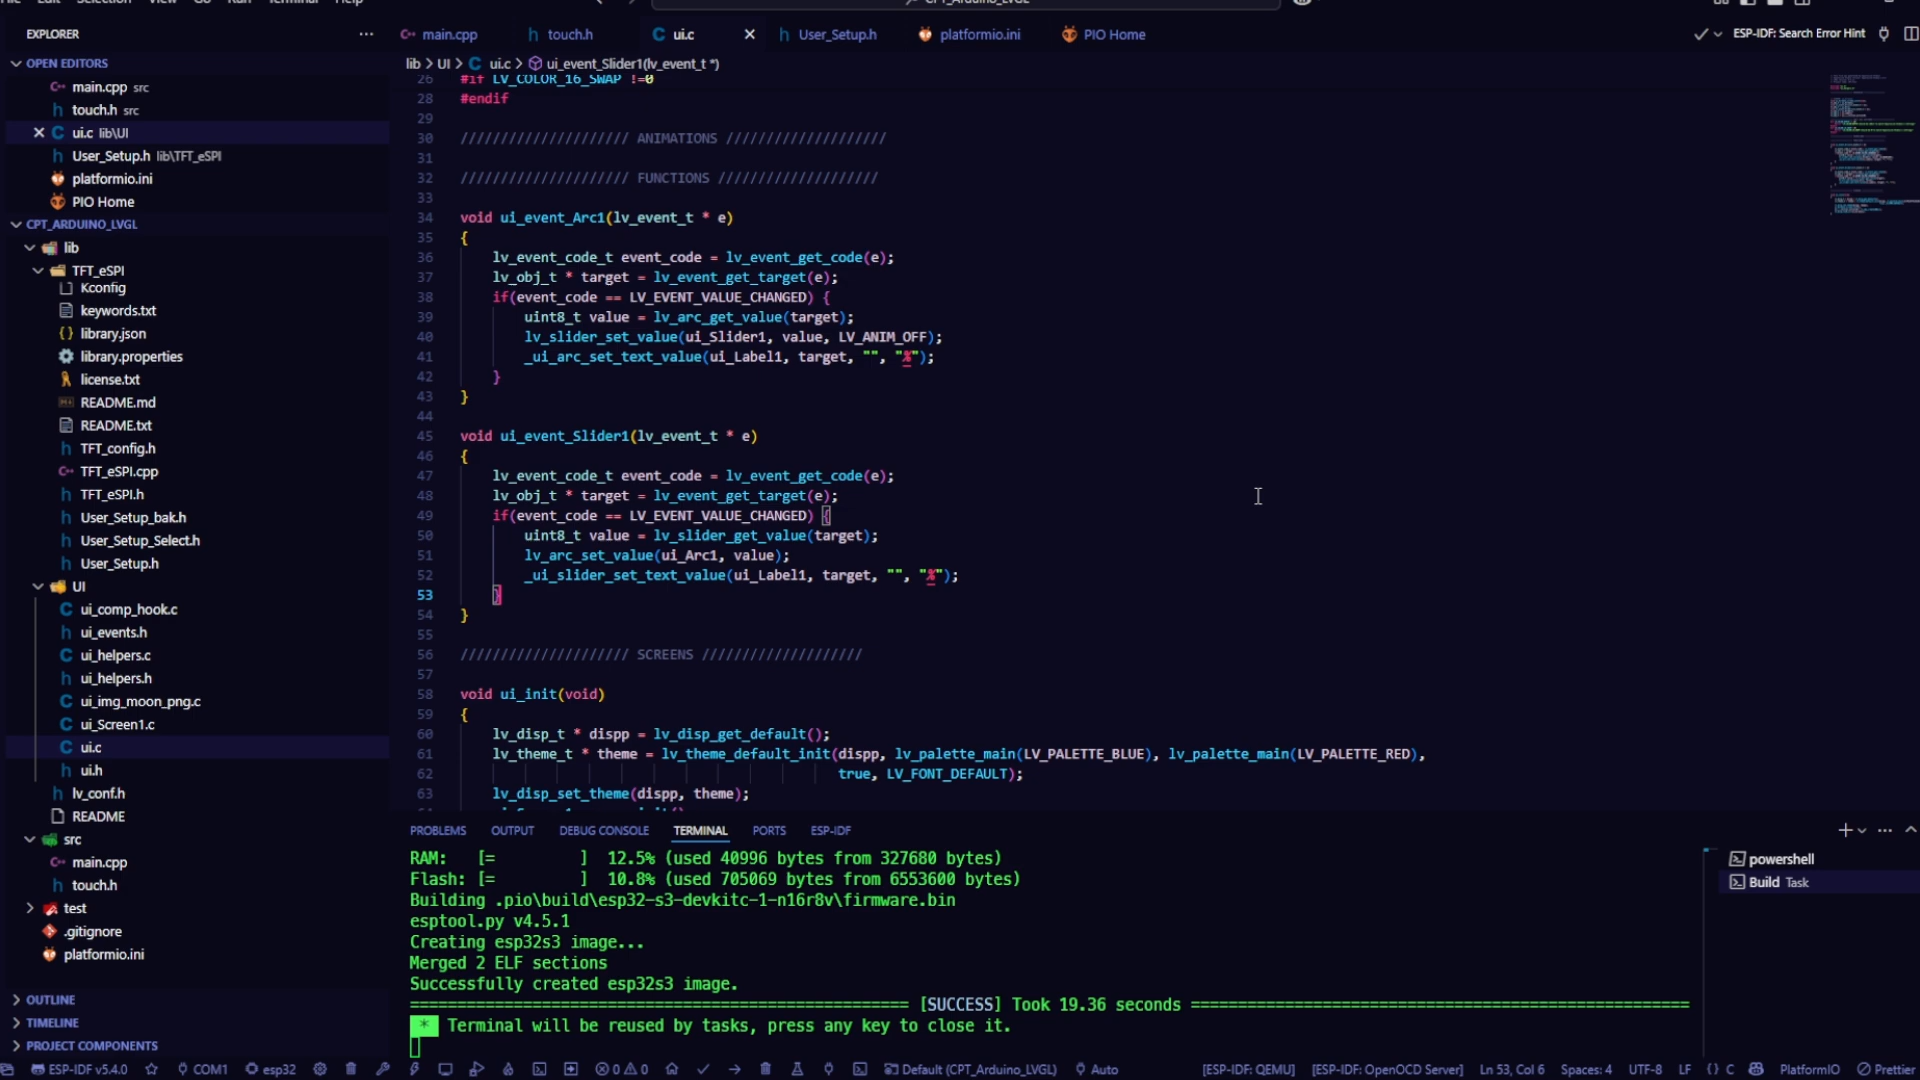 File Edit Selection View Go Run Terminal Help
CPT_Arduino_LVGL
EXPLORER
main.cpp
touch.h
ui.c
User_Setup.h
platformio.ini
PIO Home
ESP-IDF: Search Error Hint
OPEN EDITORS
main.cpp src
touch.h src
ui.c lib\UI
User_Setup.h lib\TFT_eSPI
platformio.ini
PIO Home
CPT_ARDUINO_LVGL
lib
TFT_eSPI
Kconfig
keywords.txt
library.json
library.properties
license.txt
README.md
README.txt
TFT_config.h
TFT_eSPI.cpp
TFT_eSPI.h
User_Setup_bak.h
User_Setup_Select.h
User_Setup.h
UI
ui_comp_hook.c
ui_events.h
ui_helpers.c
ui_helpers.h
ui_img_moon_png.c
ui_Screen1.c
ui.c
ui.h
lv_conf.h
README
src
main.cpp
touch.h
test
.gitignore
platformio.ini
OUTLINE
TIMELINE
PROJECT COMPONENTS
lib > UI > C ui.c > ui_event_Slider1(lv_event_t *)
26 #if LV_COLOR_16_SWAP !=0
28 #endif
29
30 ///////////////////// ANIMATIONS ////////////////////
31
32 ///////////////////// FUNCTIONS ////////////////////
33
34 void ui_event_Arc1(lv_event_t * e)
35 {
36 lv_event_code_t event_code = lv_event_get_code(e);
37 lv_obj_t * target = lv_event_get_target(e);
38 if(event_code == LV_EVENT_VALUE_CHANGED) {
39 uint8_t value = lv_arc_get_value(target);
40 lv_slider_set_value(ui_Slider1, value, LV_ANIM_OFF);
41 _ui_arc_set_text_value(ui_Label1, target, "", "%");
42 }
43 }
44
45 void ui_event_Slider1(lv_event_t * e)
46 {
47 lv_event_code_t event_code = lv_event_get_code(e);
48 lv_obj_t * target = lv_event_get_target(e);
49 if(event_code == LV_EVENT_VALUE_CHANGED) {
50 uint8_t value = lv_slider_get_value(target);
51 lv_arc_set_value(ui_Arc1, value);
52 _ui_slider_set_text_value(ui_Label1, target, "", "%");
53 }
54 }
55
56 ///////////////////// SCREENS ////////////////////
57
58 void ui_init(void)
59 {
60 lv_disp_t * dispp = lv_disp_get_default();
61 lv_theme_t * theme = lv_theme_default_init(dispp, lv_palette_main(LV_PALETTE_BLUE), lv_palette_main(LV_PALETTE_RED),
62 true, LV_FONT_DEFAULT);
63 lv_disp_set_theme(dispp, theme);
PROBLEMS OUTPUT DEBUG CONSOLE TERMINAL PORTS ESP-IDF
RAM: [= ] 12.5% (used 40996 bytes from 327680 bytes)
Flash: [= ] 10.8% (used 705069 bytes from 6553600 bytes)
Building .pio\build\esp32-s3-devkitc-1-n16r8v\firmware.bin
esptool.py v4.5.1
Creating esp32s3 image...
Merged 2 ELF sections
Successfully created esp32s3 image.
[SUCCESS] Took 19.36 seconds
* Terminal will be reused by tasks, press any key to close it.
powershell
Build Task
ESP-IDF v5.4.0 COM1 esp32 0 0 Default (CPT_Arduino_LVGL) Auto [ESP-IDF: QEMU] [ESP-IDF: OpenOCD Server] Ln 53, Col 6 Spaces: 4 UTF-8 LF {} C PlatformIO Prettier